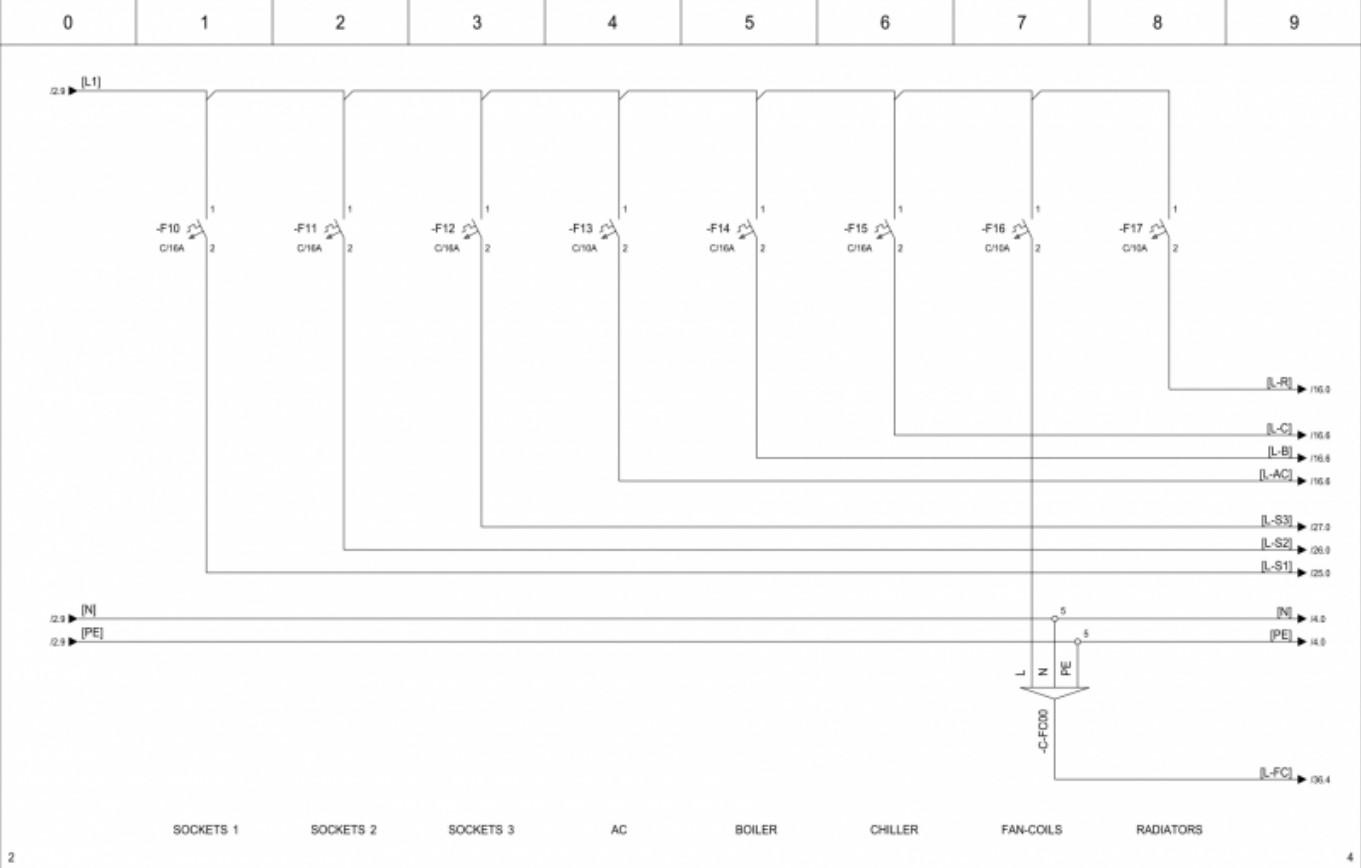 0 1 2 3 4 5 6 7 8 9
/2.9 [L1]
1 1 1 1 1 1 1 1
-F10 -F11 -F12 -F13 -F14 -F15 -F16 -F17
C/16A 2 C/16A 2 C/16A 2 C/10A 2 C/16A 2 C/16A 2 C/10A 2 C/10A 2
[L-R] /16.0
[L-C] /16.6
[L-B] /16.6
[L-AC] /16.6
[L-S3] /27.0
[L-S2] /26.0
[L-S1] /25.0
/2.9 [N] 5 [N] /4.0
/2.9 [PE] 5 [PE] /4.0
L N PE
-C-FC00
[L-FC] /36.4
SOCKETS 1 SOCKETS 2 SOCKETS 3 AC BOILER CHILLER FAN-COILS RADIATORS
2 4